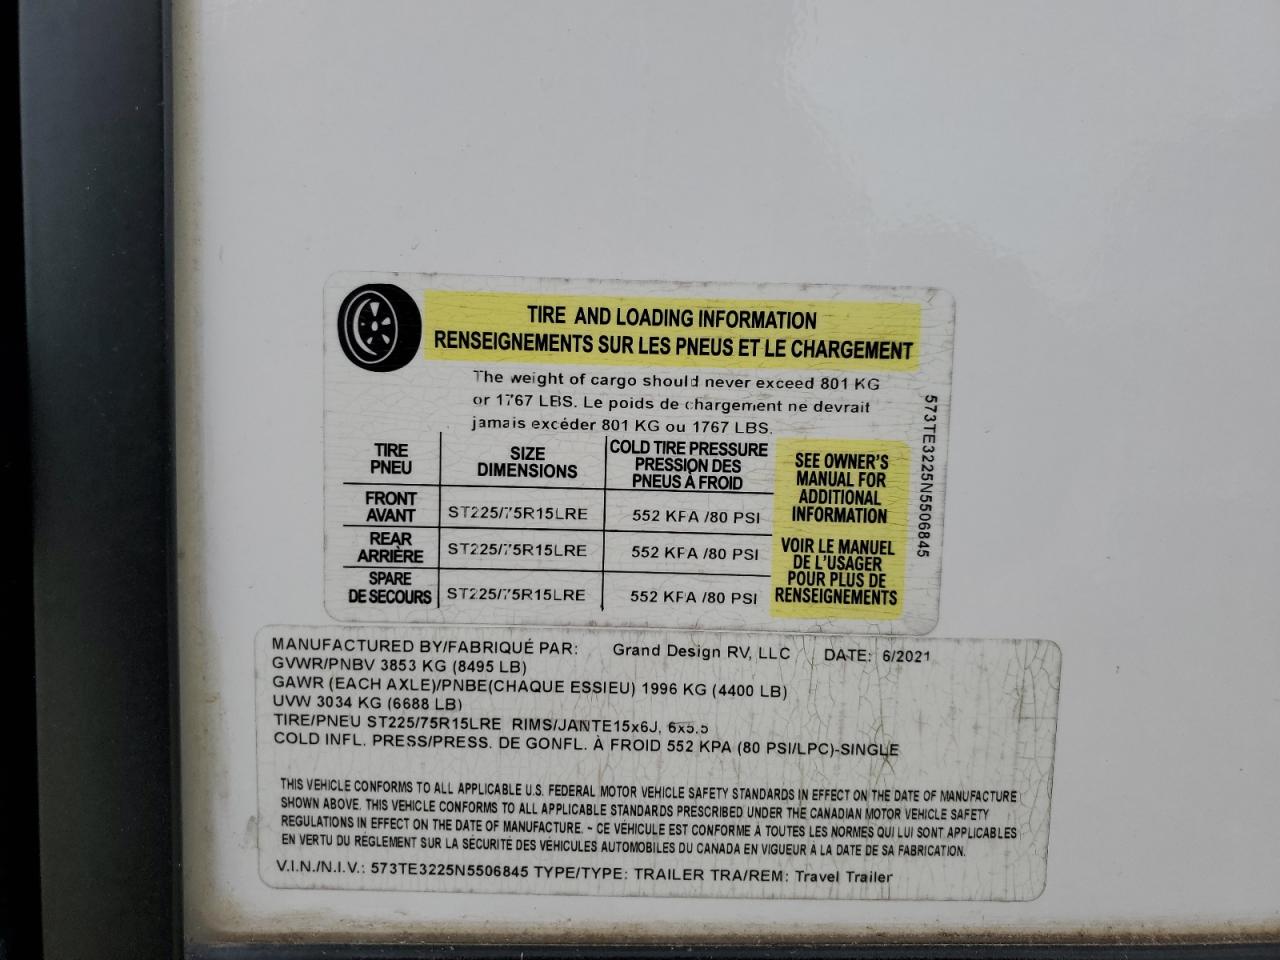 TIRE AND LOADING INFORMATION
RENSEIGNEMENTS SUR LES PNEUS ET LE CHARGEMENT
The weight of cargo should never exceed 801 KG
or 1767 LBS. Le poids de chargement ne devrait
jamais excéder 801 KG ou 1767 LBS.
TIRE
PNEU
SIZE
DIMENSIONS
COLD TIRE PRESSURE
PRESSION DES
PNEUS À FROID
FRONT
AVANT
ST225/75R15LRE
552 KPA /80 PSI
REAR
ARRIÈRE
ST225/75R15LRE
552 KPA /80 PSI
SPARE
DE SECOURS
ST225/75R15LRE
552 KPA /80 PSI
SEE OWNER'S
MANUAL FOR
ADDITIONAL
INFORMATION
VOIR LE MANUEL
DE L'USAGER
POUR PLUS DE
RENSEIGNEMENTS
573TE3225N5506845
MANUFACTURED BY/FABRIQUÉ PAR: Grand Design RV, LLC DATE: 6/2021
GVWR/PNBV 3853 KG (8495 LB)
GAWR (EACH AXLE)/PNBE(CHAQUE ESSIEU) 1996 KG (4400 LB)
UVW 3034 KG (6688 LB)
TIRE/PNEU ST225/75R15LRE RIMS/JANTE15x6J, 6x5.5
COLD INFL. PRESS/PRESS. DE GONFL. À FROID 552 KPA (80 PSI/LPC)-SINGLE
THIS VEHICLE CONFORMS TO ALL APPLICABLE U.S. FEDERAL MOTOR VEHICLE SAFETY STANDARDS IN EFFECT ON THE DATE OF MANUFACTURE
SHOWN ABOVE. THIS VEHICLE CONFORMS TO ALL APPLICABLE STANDARDS PRESCRIBED UNDER THE CANADIAN MOTOR VEHICLE SAFETY
REGULATIONS IN EFFECT ON THE DATE OF MANUFACTURE. - CE VÉHICULE EST CONFORME À TOUTES LES NORMES QUI LUI SONT APPLICABLES
EN VERTU DU RÉGLEMENT SUR LA SÉCURITÉ DES VÉHICULES AUTOMOBILES DU CANADA EN VIGUEUR À LA DATE DE SA FABRICATION.
V.I.N./N.I.V.: 573TE3225N5506845 TYPE/TYPE: TRAILER TRA/REM: Travel Trailer